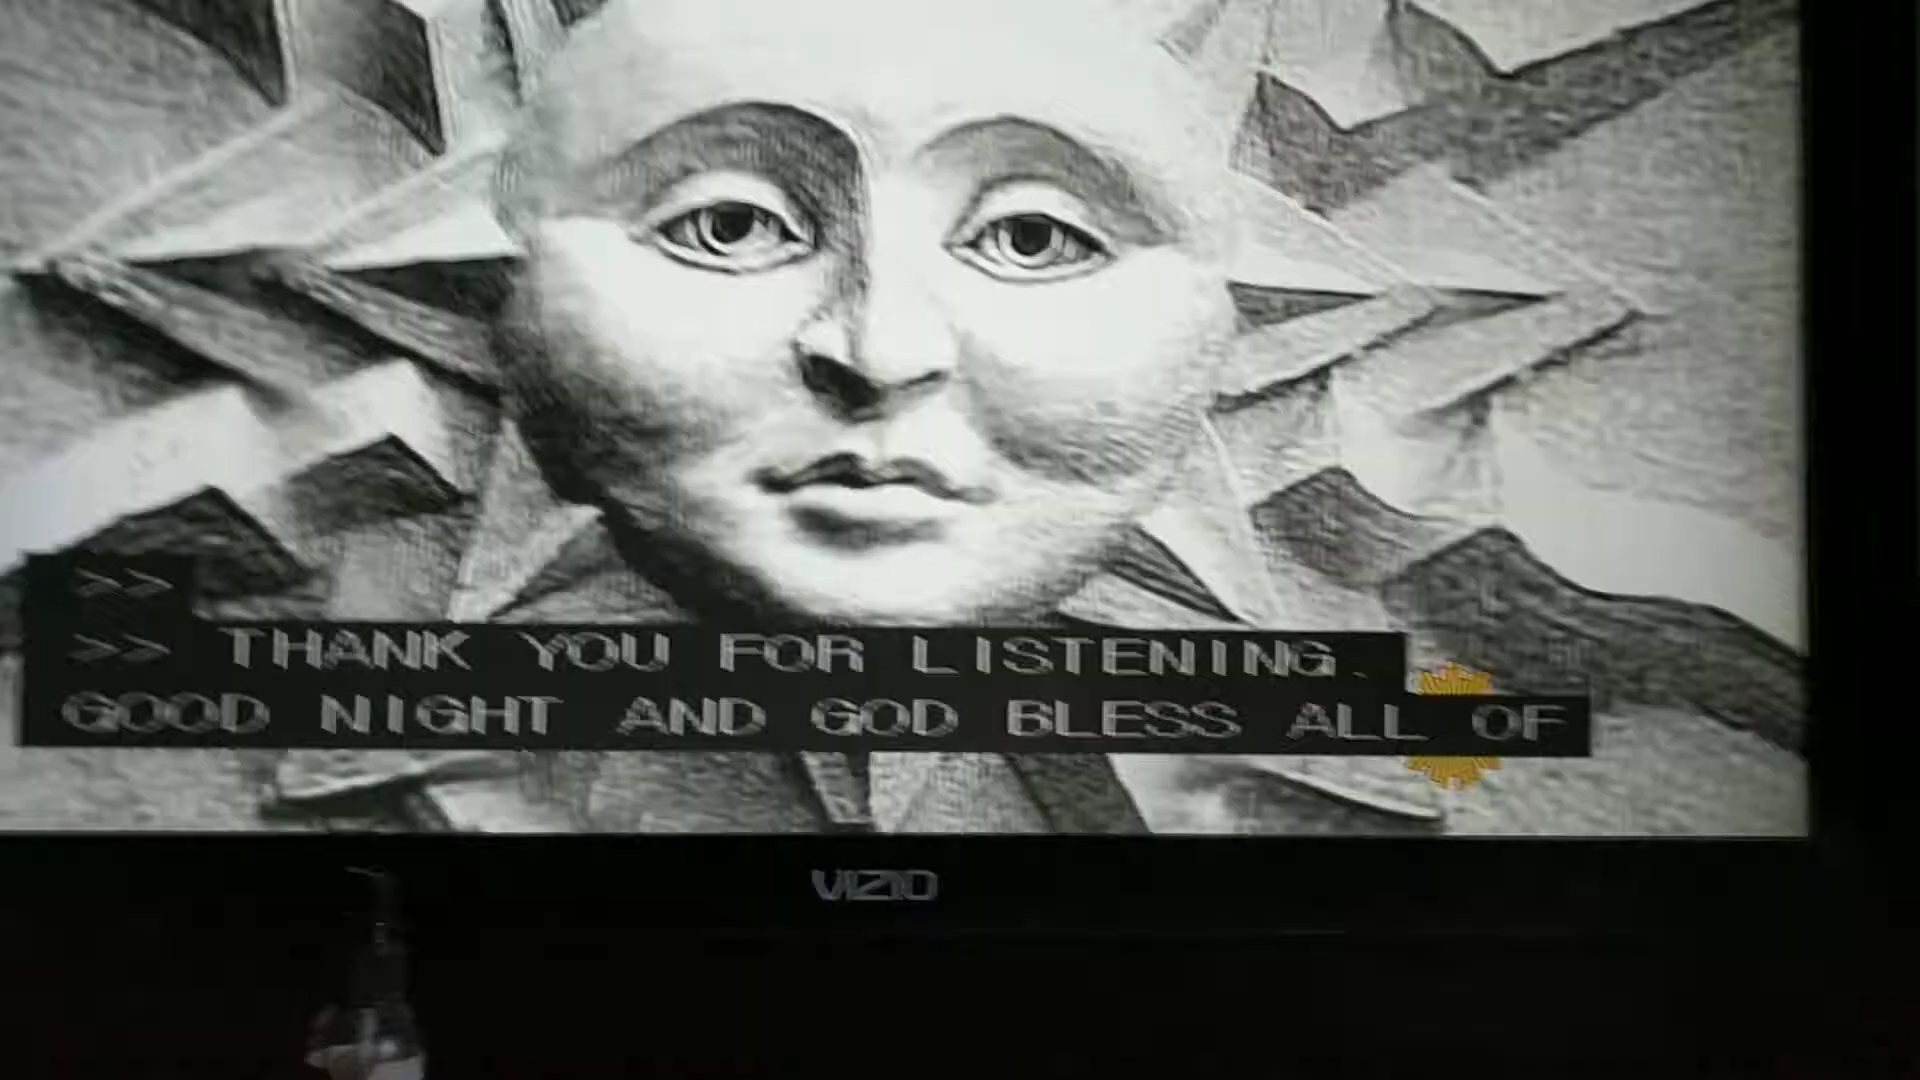 >>
>> THANK YOU FOR LISTENING.
GOOD NIGHT AND GOD BLESS ALL OF
VIZIO